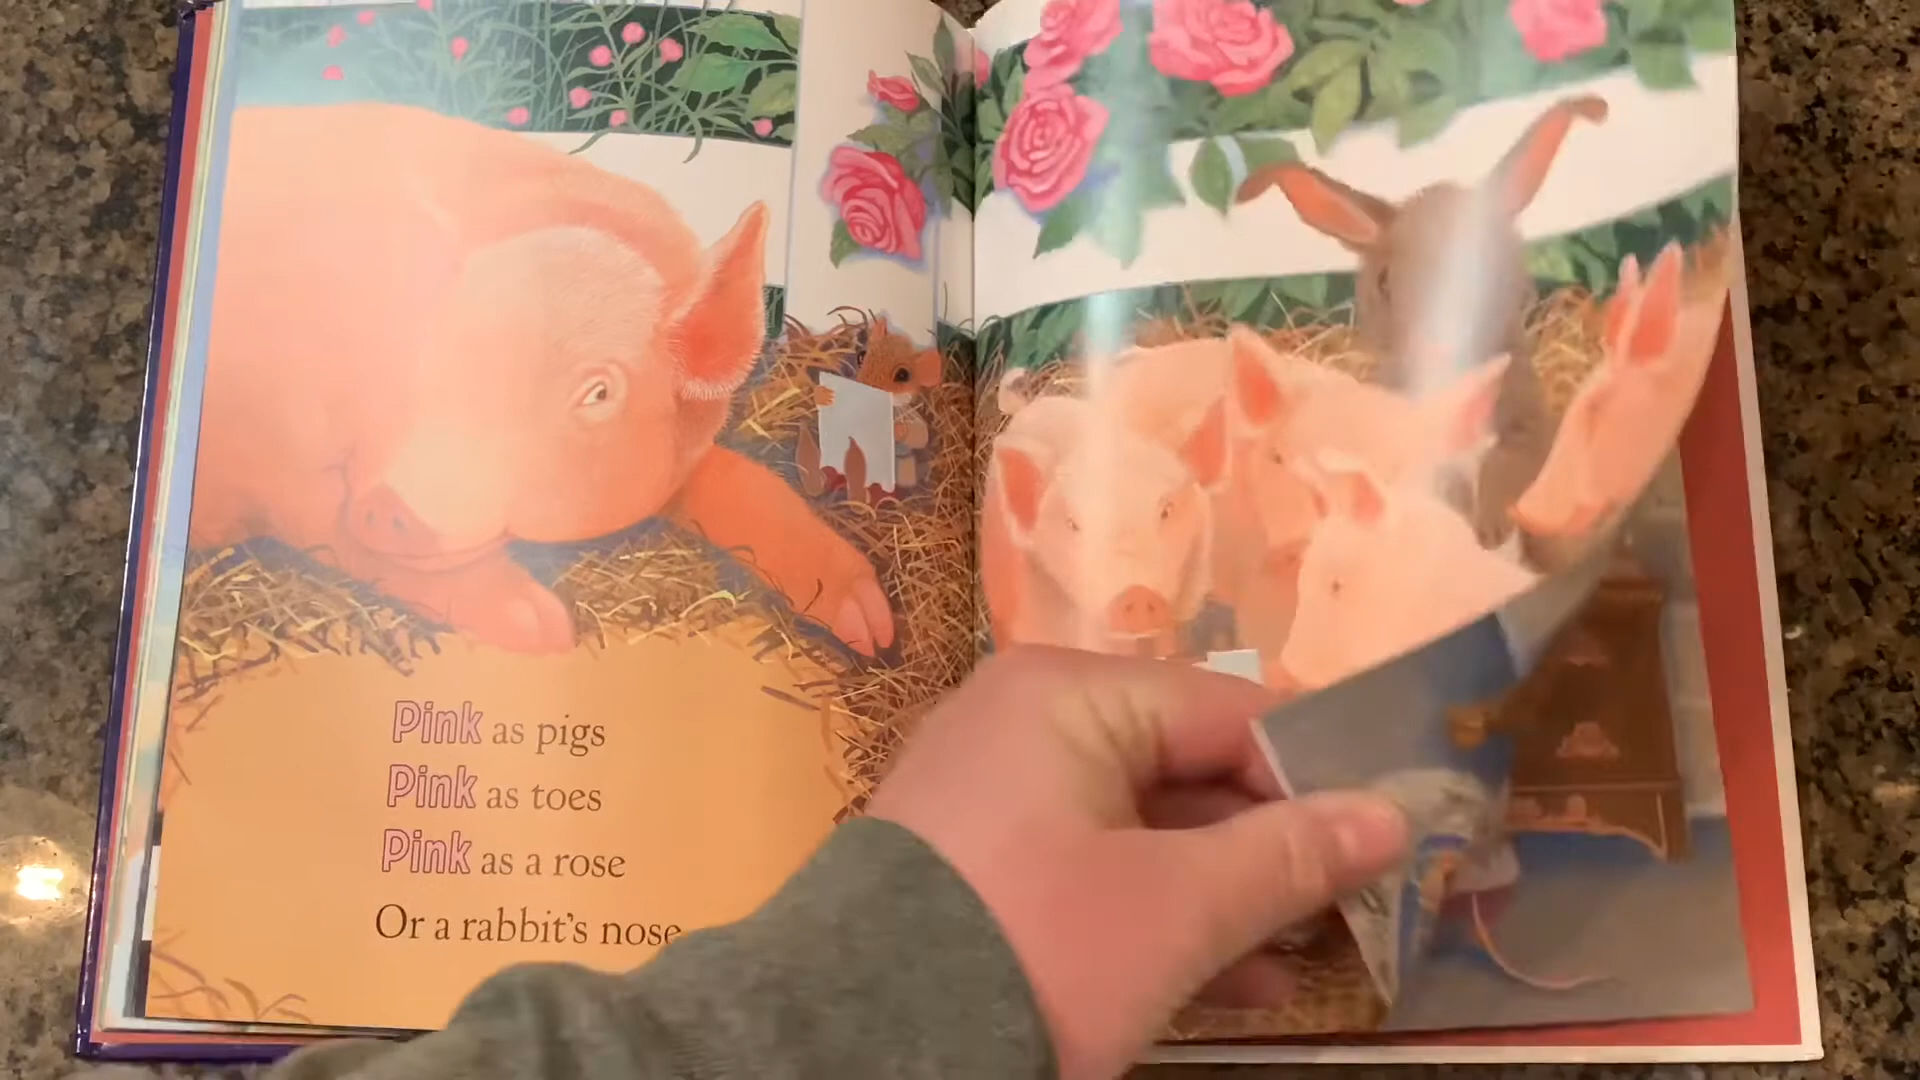 Pink as pigs
Pink as toes
Pink as a rose
Or a rabbit's nose